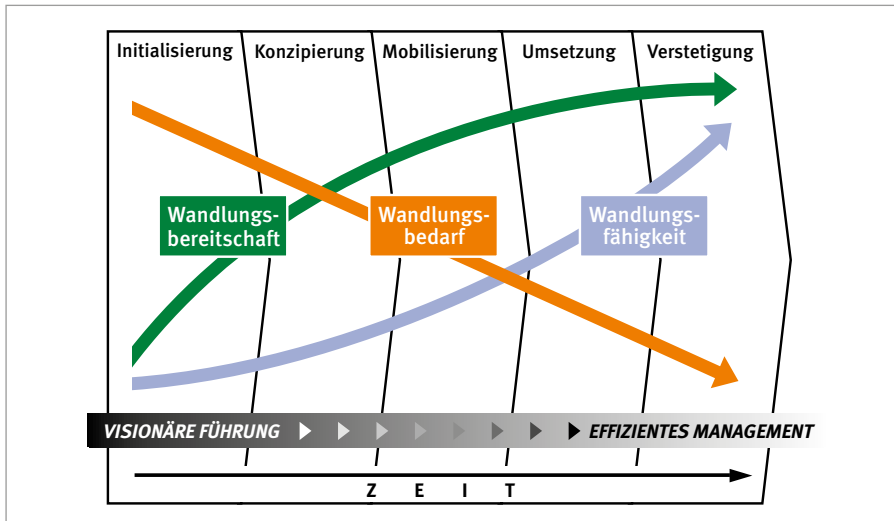 Initialisierung Konzipierung Mobilisierung Umsetzung Verstetigung
Wandlungs-
bereitschaft
Wandlungs-
bedarf
Wandlungs-
fähigkeit
VISIONÄRE FÜHRUNG EFFIZIENTES MANAGEMENT
Z E I T